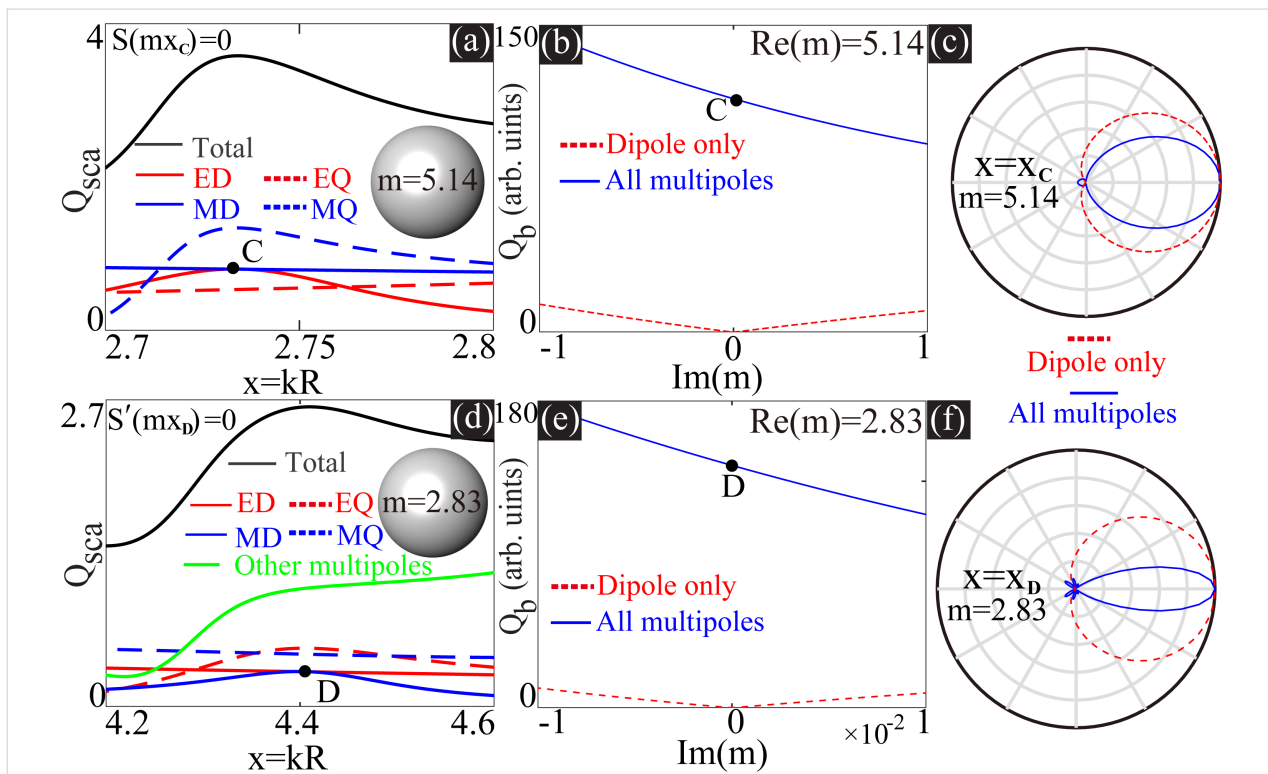 4
S(mx_C)=0
(a)
Total
ED
EQ
MD
MQ
m=5.14
C
Q_sca
0
2.7
2.75
2.8
x=kR
150
(b)
Re(m)=5.14
C
Dipole only
All multipoles
Q_b (arb. uints)
0
-1
0
1
Im(m)
(c)
x=x_C
m=5.14
Dipole only
All multipoles
2.7
S′(mx_D)=0
(d)
Total
ED
EQ
MD
MQ
Other multipoles
m=2.83
D
Q_sca
0
4.2
4.4
4.6
x=kR
180
(e)
Re(m)=2.83
D
Dipole only
All multipoles
Q_b (arb. uints)
0
-1
0
1
×10⁻²
Im(m)
(f)
x=x_D
m=2.83